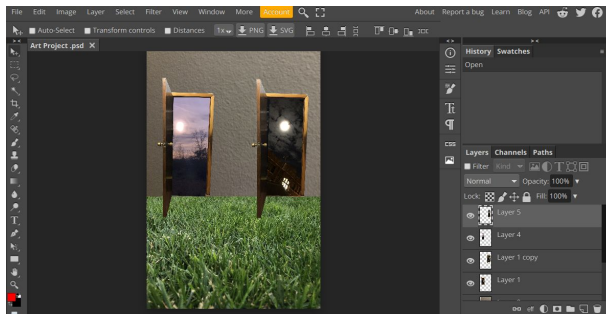 File Edit Image Layer Select Filter View Window More Account About Report a bug Learn Blog API
Auto-Select Transform controls Distances 1x PNG SVG
Art Project .psd X
History Swatches
Open
CSS
Layers Channels Paths
Filter Kind
Normal Opacity: 100%
Lock: Fill: 100%
Layer 5
Layer 4
Layer 1 copy
Layer 1
eff